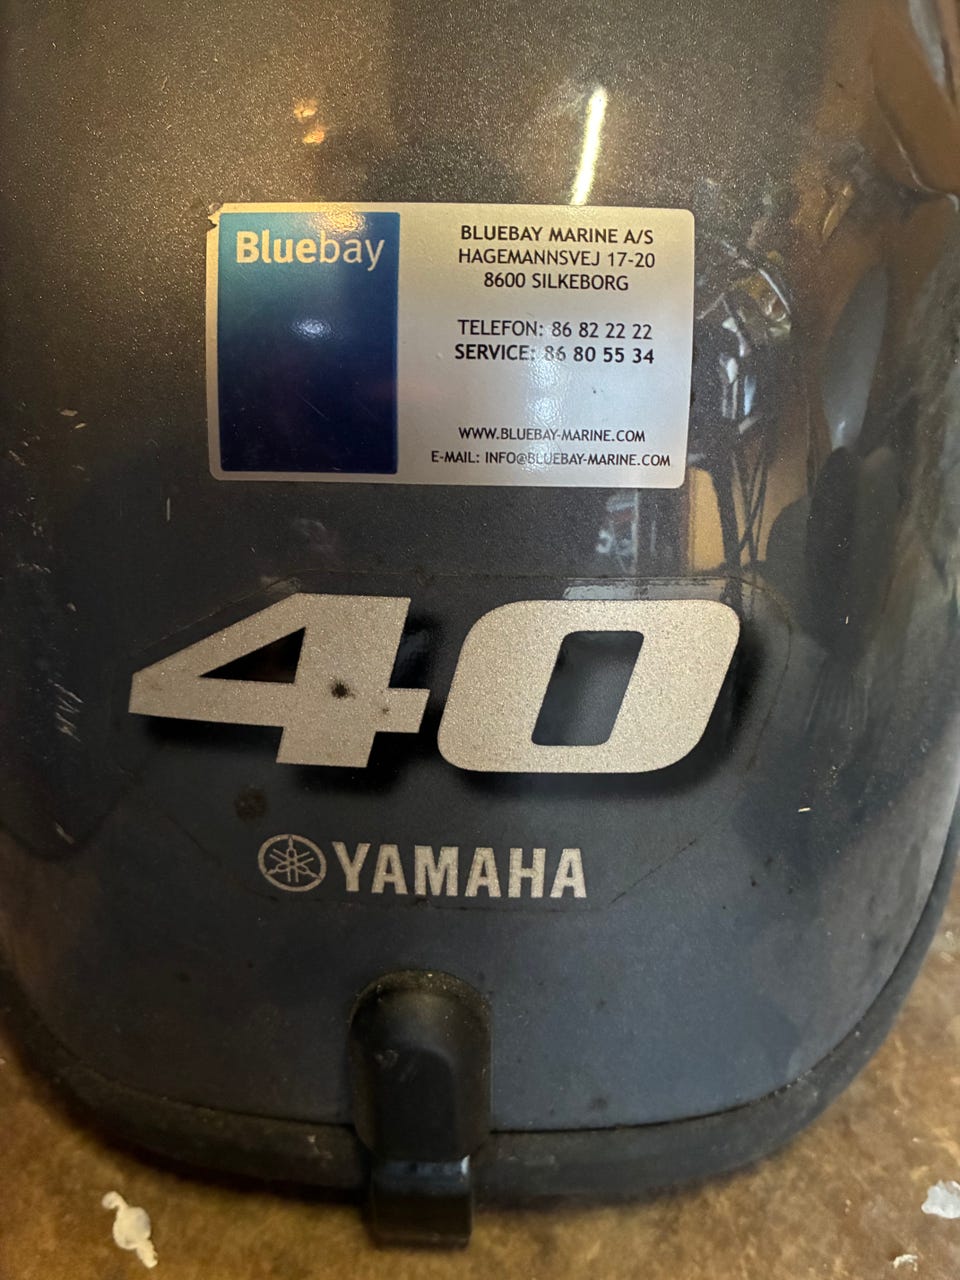 Bluebay
BLUEBAY MARINE A/S
HAGEMANNSVEJ 17-20
8600 SILKEBORG
TELEFON: 86 82 22 22
SERVICE: 86 80 55 34
WWW.BLUEBAY-MARINE.COM
E-MAIL: INFO@BLUEBAY-MARINE.COM
40
YAMAHA